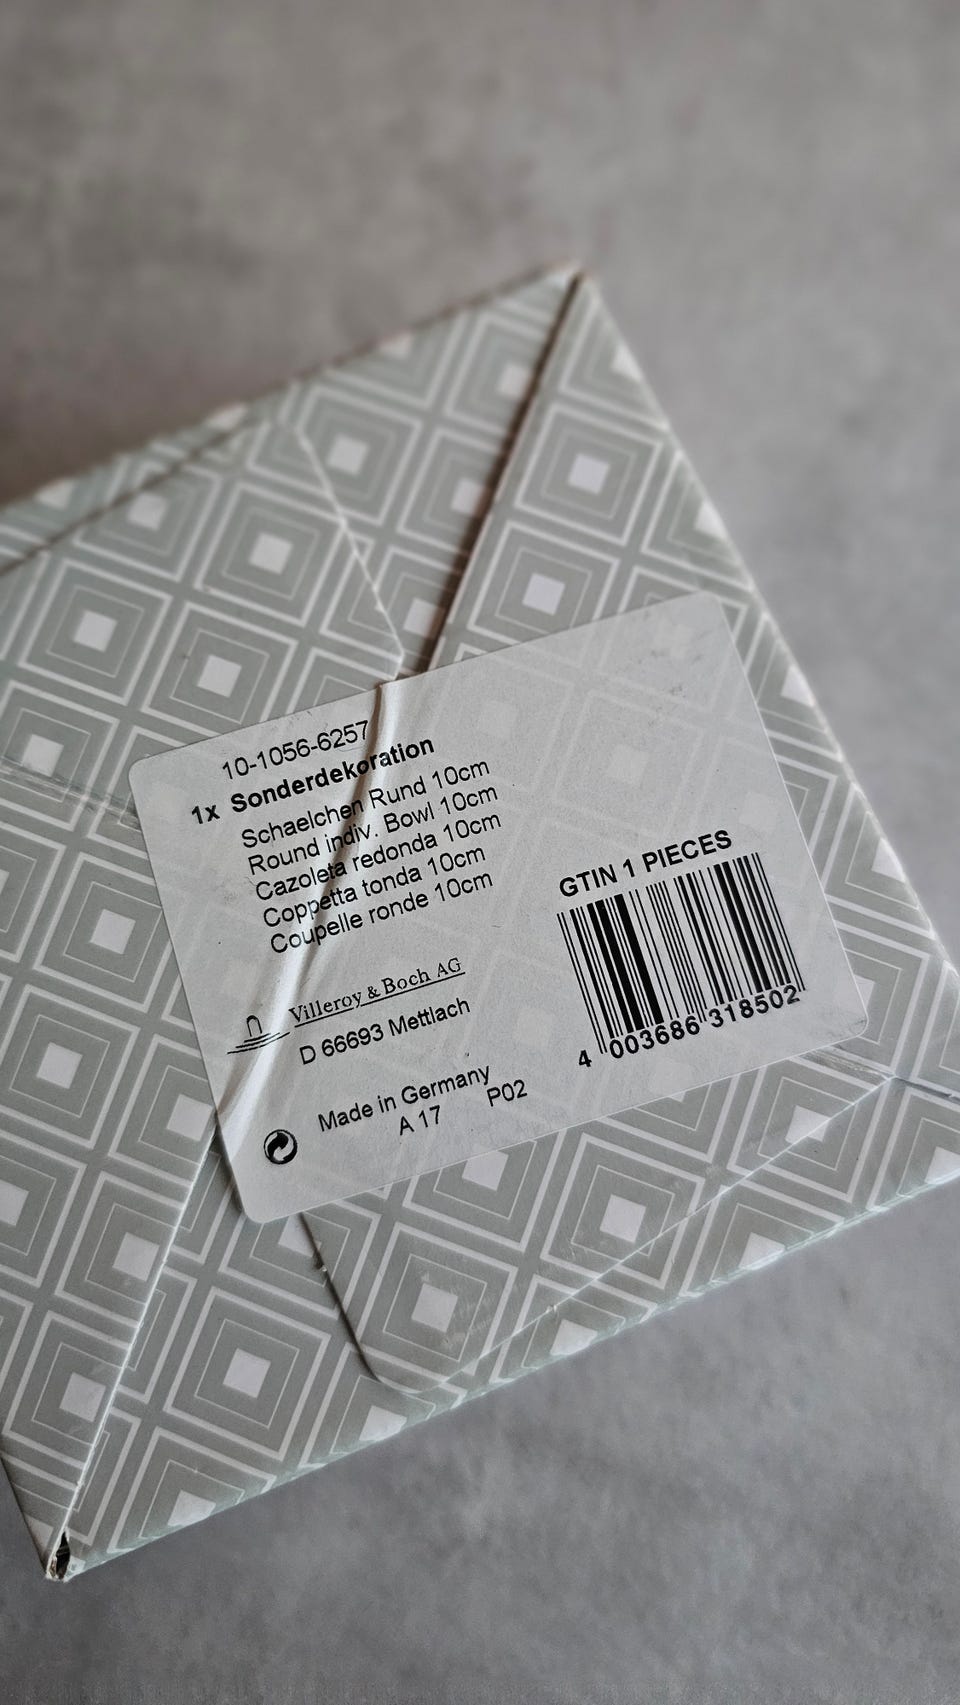 10-1056-6257
1x Sonderdekoration
Schaelchen Rund 10cm
Round indiv. Bowl 10cm
Cazoleta redonda 10cm
Coppetta tonda 10cm
Coupelle ronde 10cm
Villeroy & Boch AG
D 66693 Mettlach
Made in Germany
A 17 P02
GTIN 1 PIECES
4 003686 318502